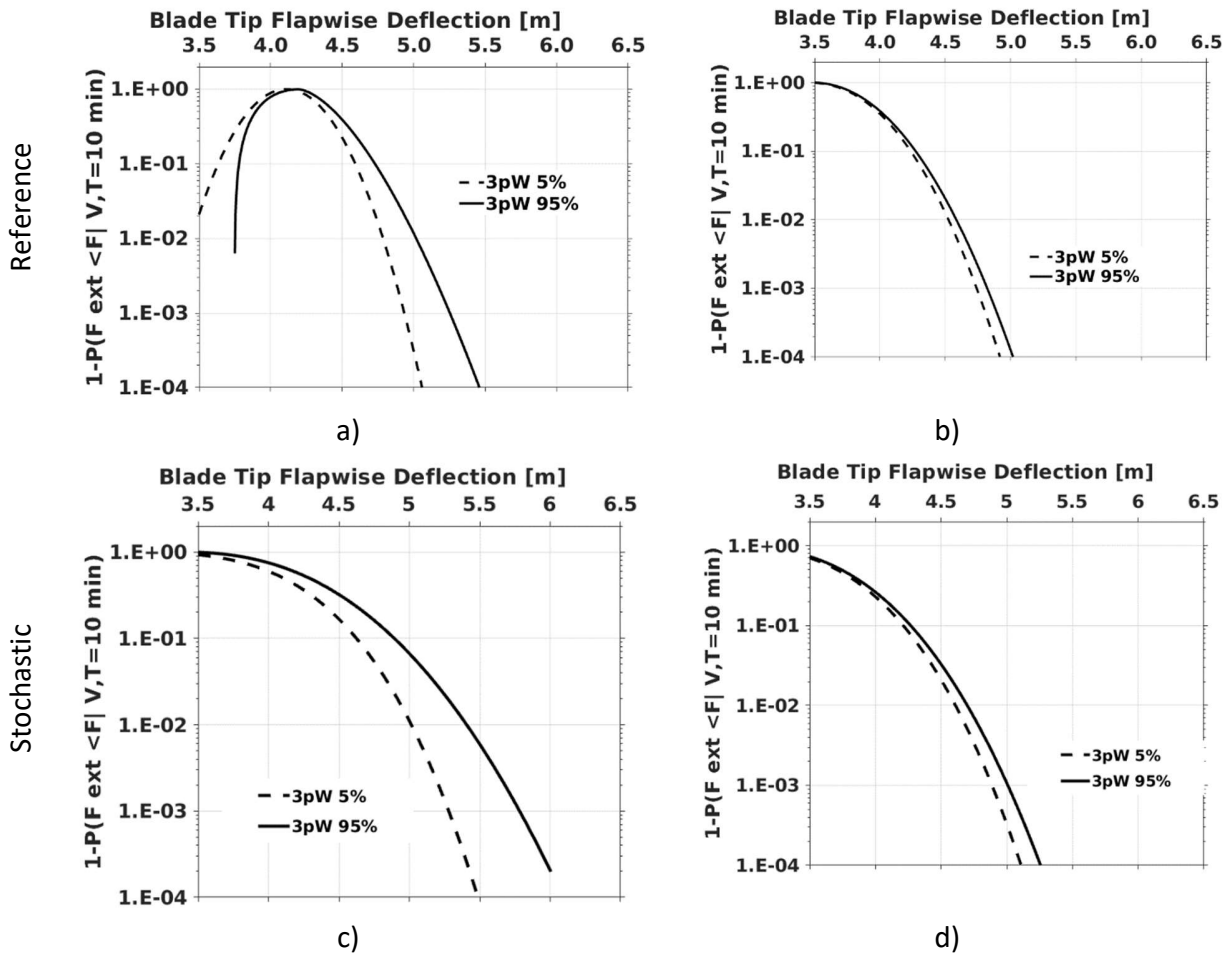 Blade Tip Flapwise Deflection [m]
3.5 4.0 4.5 5.0 5.5 6.0 6.5
Reference
1-P(F ext <F| V,T=10 min)
1.E+00
1.E-01
1.E-02
1.E-03
1.E-04
3pW 5%
3pW 95%
a)
Blade Tip Flapwise Deflection [m]
3.5 4.0 4.5 5.0 5.5 6.0 6.5
1-P(F ext <F| V,T=10 min)
1.E+00
1.E-01
1.E-02
1.E-03
1.E-04
3pW 5%
3pW 95%
b)
Blade Tip Flapwise Deflection [m]
3.5 4 4.5 5 5.5 6 6.5
Stochastic
1-P(F ext <F| V,T=10 min)
1.E+00
1.E-01
1.E-02
1.E-03
1.E-04
3pW 5%
3pW 95%
c)
Blade Tip Flapwise Deflection [m]
3.5 4 4.5 5 5.5 6 6.5
1-P(F ext <F| V,T=10 min)
1.E+00
1.E-01
1.E-02
1.E-03
1.E-04
3pW 5%
3pW 95%
d)